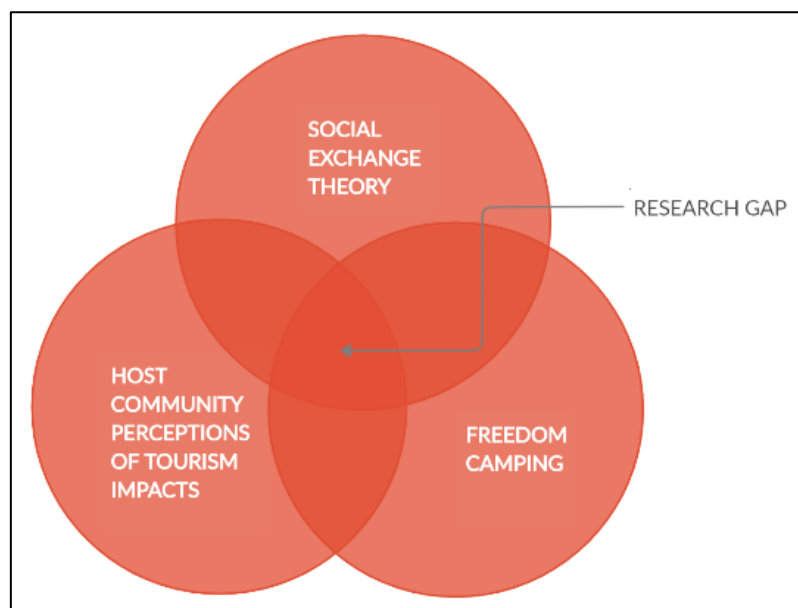 SOCIAL
EXCHANGE
THEORY
RESEARCH GAP
HOST
COMMUNITY
PERCEPTIONS
OF TOURISM
IMPACTS
FREEDOM
CAMPING